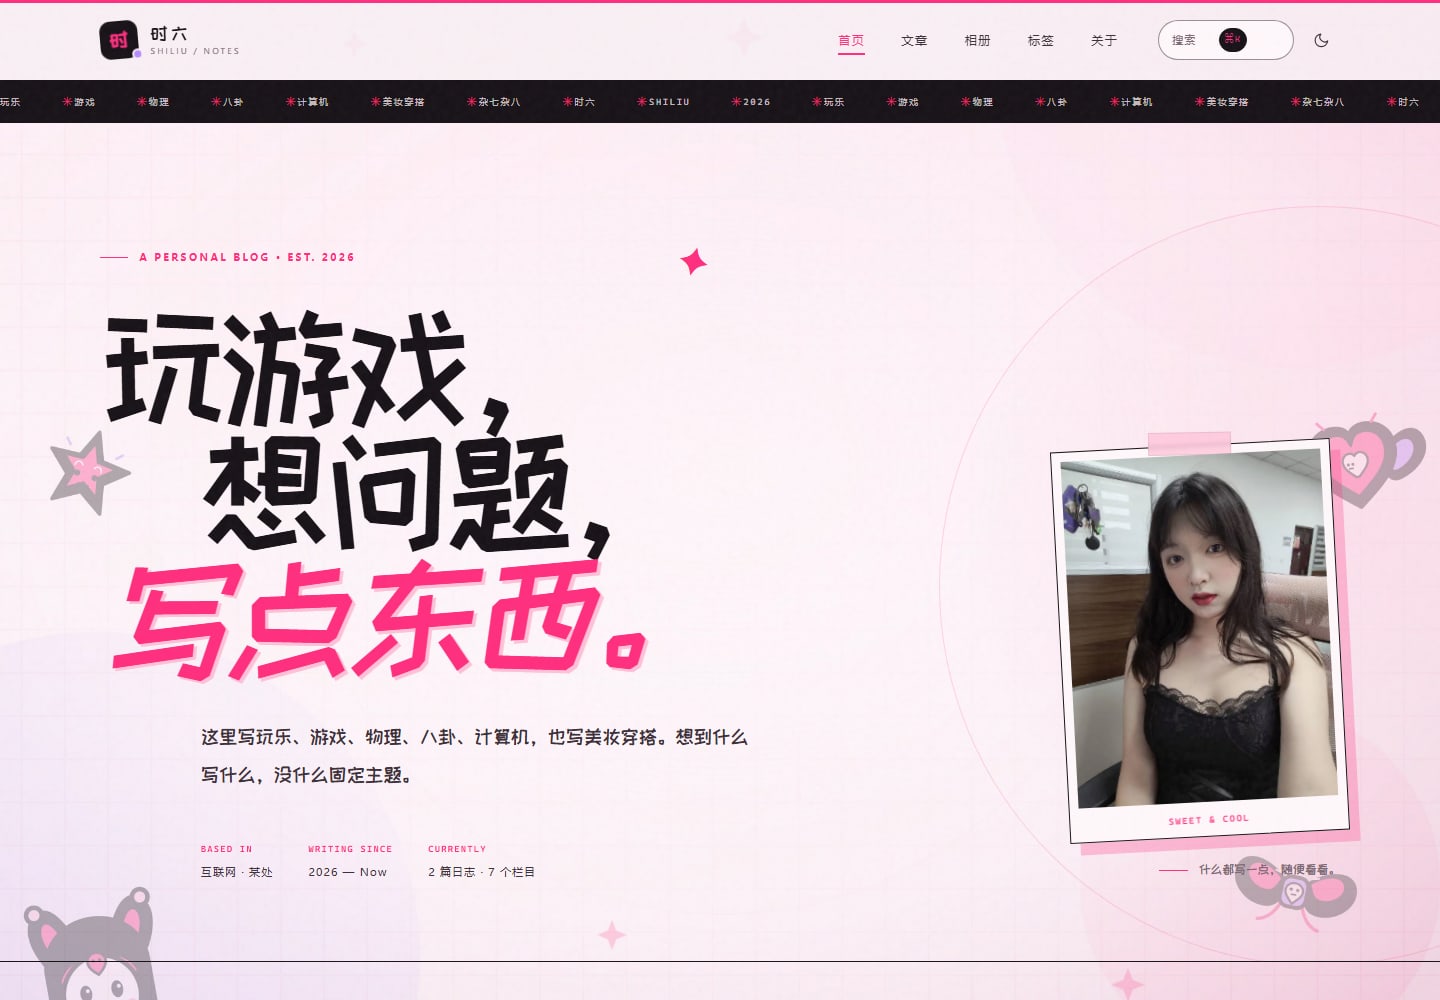 时 时六
SHILIU / NOTES
首页 文章 相册 标签 关于 搜索 ⌘K
玩乐 ✳游戏 ✳物理 ✳八卦 ✳计算机 ✳美妆穿搭 ✳杂七杂八 ✳时六 ✳SHILIU ✳2026 ✳玩乐 ✳游戏 ✳物理 ✳八卦 ✳计算机 ✳美妆穿搭 ✳杂七杂八 ✳时六
A PERSONAL BLOG · EST. 2026
玩游戏，
想问题，
写点东西。
这里写玩乐、游戏、物理、八卦、计算机，也写美妆穿搭。想到什么
写什么，没什么固定主题。
BASED IN WRITING SINCE CURRENTLY
互联网 · 某处 2026 — Now 2 篇日志 · 7 个栏目
SWEET & COOL
什么都写一点，随便看看。